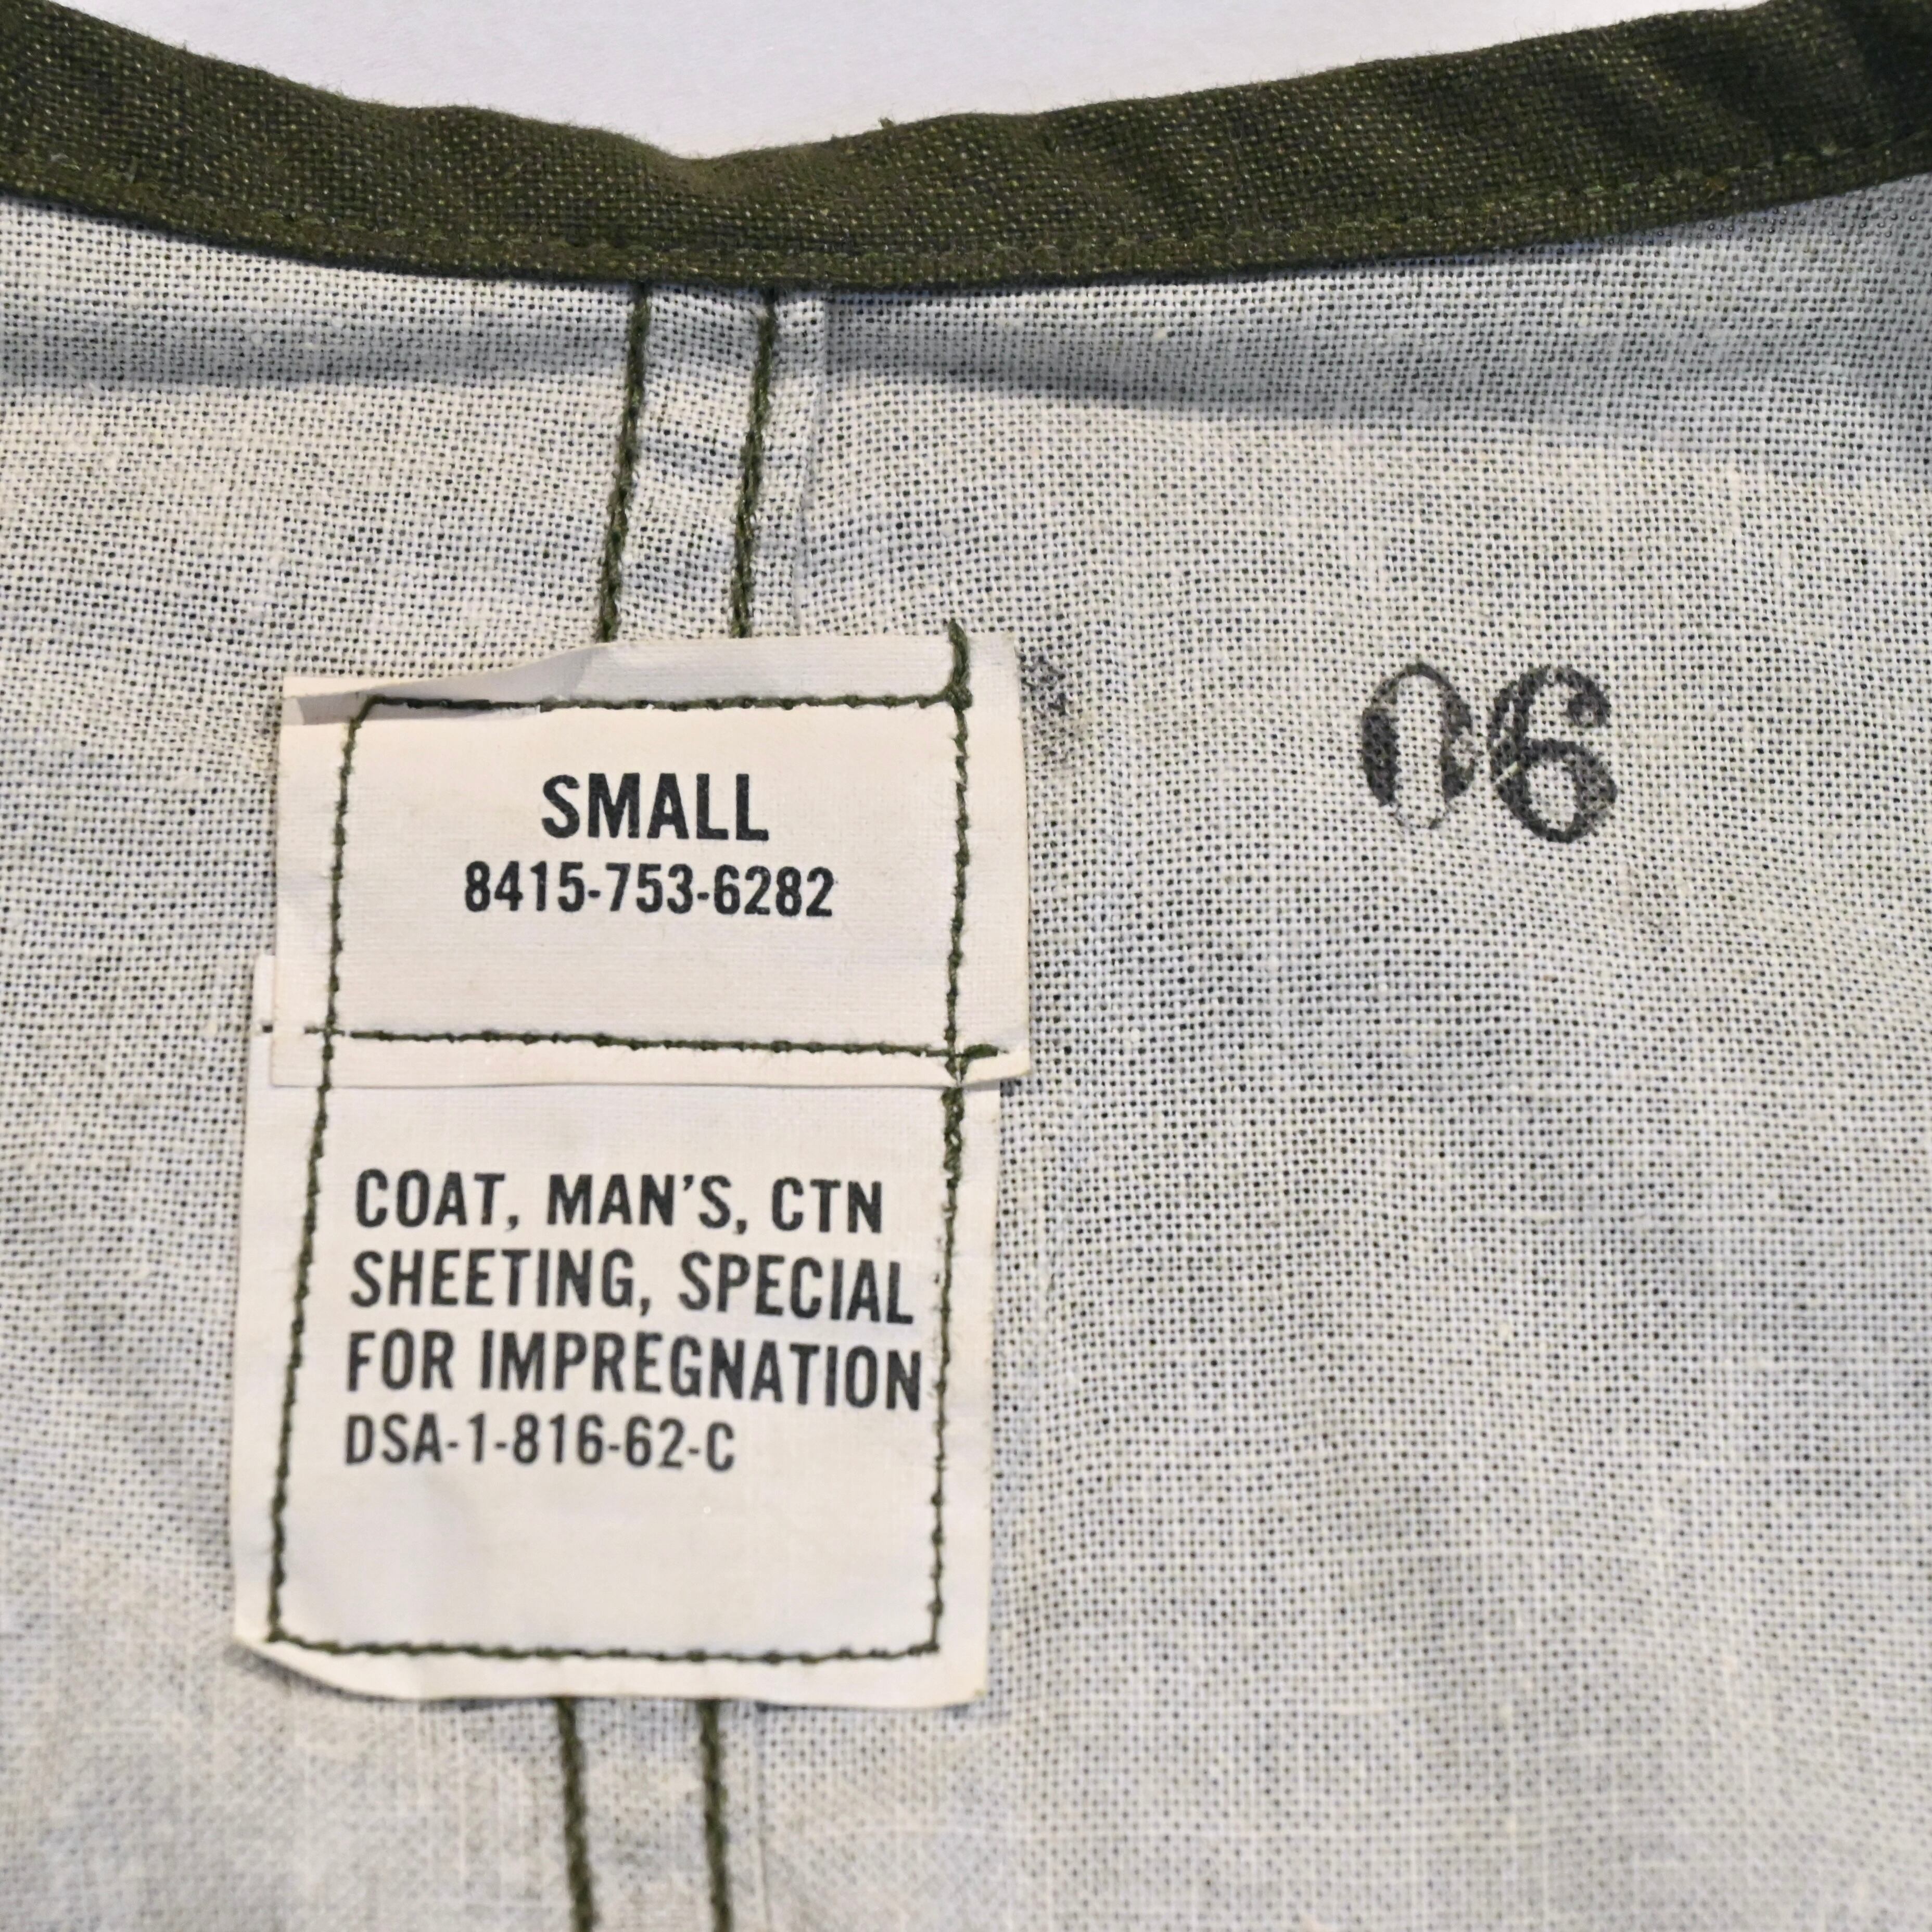 SMALL
8415-753-6282
06
COAT, MAN'S, CTN
SHEETING, SPECIAL
FOR IMPREGNATION
DSA-1-816-62-C